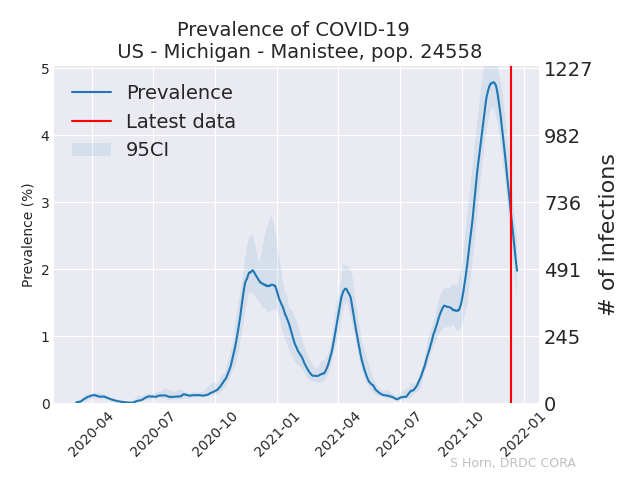 Prevalence of COVID-19
US - Michigan - Manistee, pop. 24558
Prevalence
Latest data
95CI
Prevalence (%)
5
4
3
2
1
0
1227
982
736
491
245
0
# of infections
2020-04
2020-07
2020-10
2021-01
2021-04
2021-07
2021-10
2022-01
S Horn, DRDC CORA